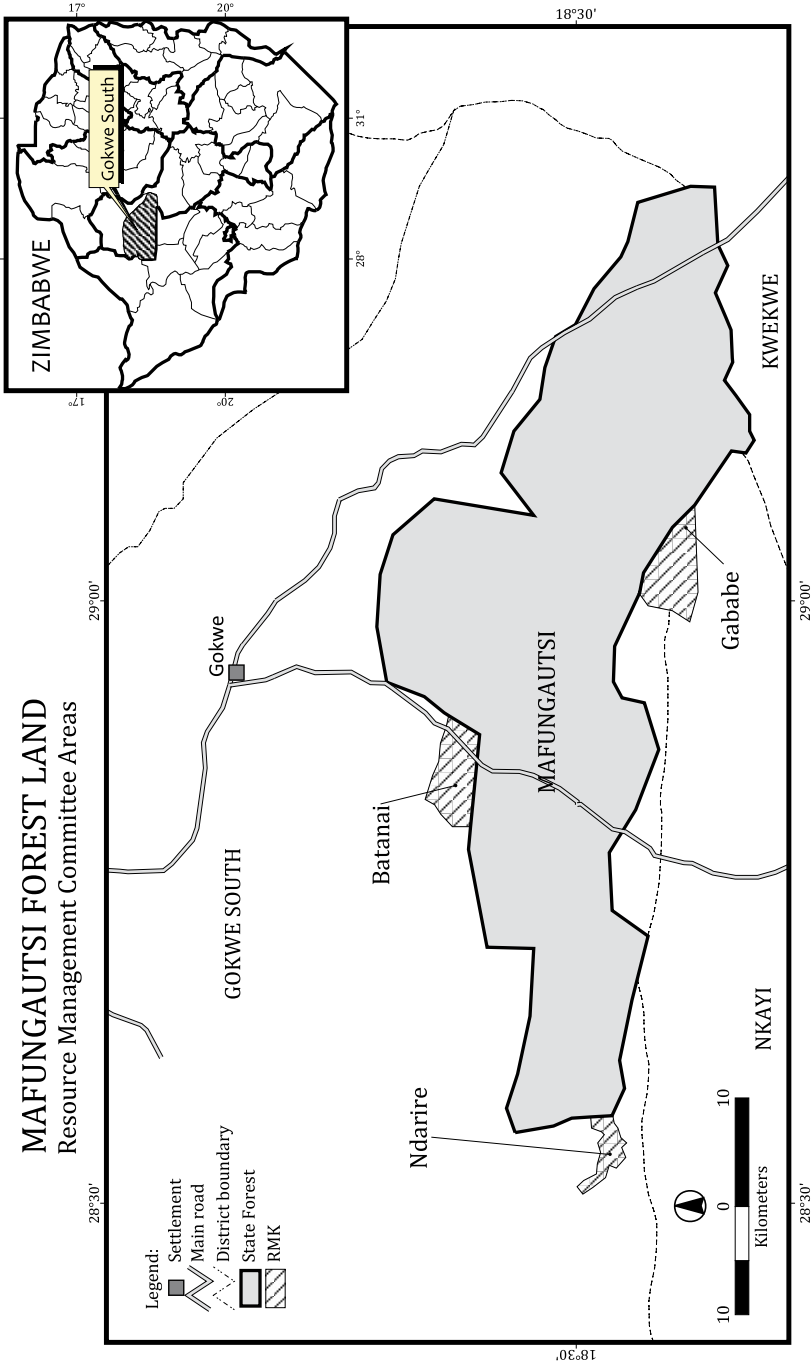 MAFUNGAUTSI FOREST LAND
Resource Management Committee Areas
ZIMBABWE
Gokwe South
17°
20°
31°
28°
17°
20°
18°30'
29°00'
28°30'
29°00'
28°30'
18°30'
Gokwe
GOKWE SOUTH
Batanai
MAFUNGAUTSI
Gababe
KWEKWE
Ndarire
NKAYI
Legend:
Settlement
Main road
District boundary
State Forest
RMK
10 0 10
Kilometers